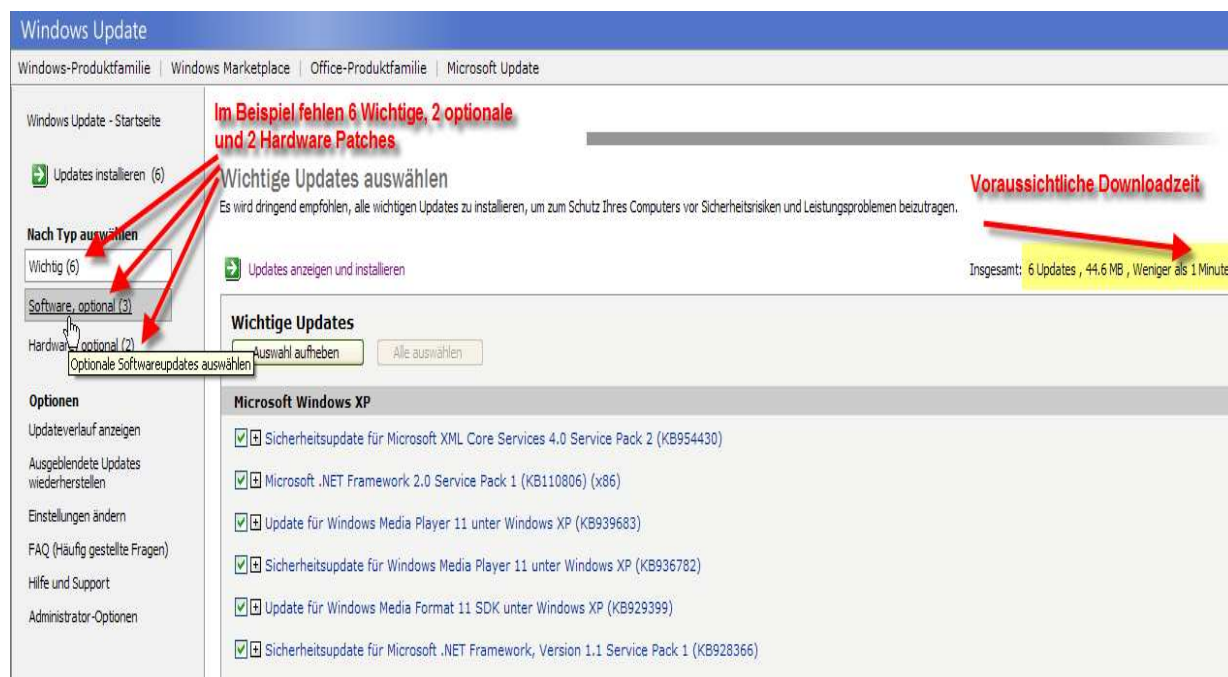 Windows Update
Windows-Produktfamilie | Windows Marketplace | Office-Produktfamilie | Microsoft Update
Windows Update - Startseite
Updates installieren (6)
Nach Typ auswählen
Wichtig (6)
Software, optional (3)
Hardware, optional (2)
Optionale Softwareupdates auswählen
Optionen
Updateverlauf anzeigen
Ausgeblendete Updates
wiederherstellen
Einstellungen ändern
FAQ (Häufig gestellte Fragen)
Hilfe und Support
Administrator-Optionen
Im Beispiel fehlen 6 Wichtige, 2 optionale
und 2 Hardware Patches
Wichtige Updates auswählen
Es wird dringend empfohlen, alle wichtigen Updates zu installieren, um zum Schutz Ihres Computers vor Sicherheitsrisiken und Leistungsproblemen beizutragen.
Voraussichtliche Downloadzeit
Updates anzeigen und installieren
Insgesamt: 6 Updates , 44.6 MB , Weniger als 1 Minute
Wichtige Updates
Auswahl aufheben
Alle auswählen
Microsoft Windows XP
Sicherheitsupdate für Microsoft XML Core Services 4.0 Service Pack 2 (KB954430)
Microsoft .NET Framework 2.0 Service Pack 1 (KB110806) (x86)
Update für Windows Media Player 11 unter Windows XP (KB939683)
Sicherheitsupdate für Windows Media Player 11 unter Windows XP (KB936782)
Update für Windows Media Format 11 SDK unter Windows XP (KB929399)
Sicherheitsupdate für Microsoft .NET Framework, Version 1.1 Service Pack 1 (KB928366)